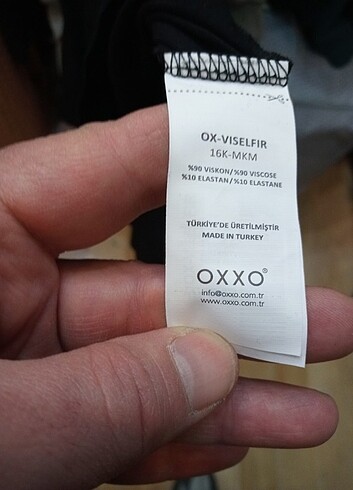 OX-VISELFIR
16K-MKM
%90 VISKON/%90 VISCOSE
%10 ELASTAN/%10 ELASTANE
TÜRKİYE'DE ÜRETİLMİŞTİR
MADE IN TURKEY
OXXO®
info@oxxo.com.tr
www.oxxo.com.tr